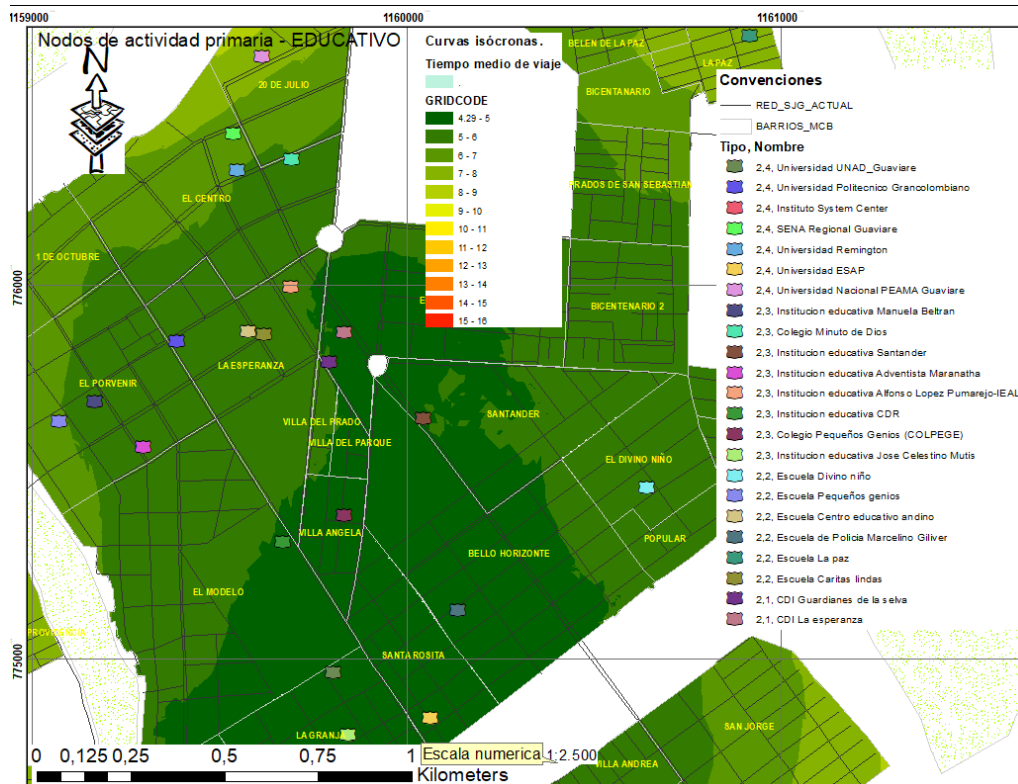 1159000
1160000
1161000
Nodos de actividad primaria - EDUCATIVO
N
Curvas isócronas.
Tiempo medio de viaje
.
GRIDCODE
4.29 - 5
5 - 6
6 - 7
7 - 8
8 - 9
9 - 10
10 - 11
11 - 12
12 - 13
13 - 14
14 - 15
15 - 16
Convenciones
RED_SJG_ACTUAL
BARRIOS_MCB
Tipo, Nombre
2,4, Universidad UNAD_Guaviare
2,4, Universidad Politecnico Grancolombiano
2,4, Instituto System Center
2,4, SENA Regional Guaviare
2,4, Universidad Remington
2,4, Universidad ESAP
2,4, Universidad Nacional PEAMA Guaviare
2,3, Institucion educativa Manuela Beltran
2,3, Colegio Minuto de Dios
2,3, Institucion educativa Santander
2,3, Institucion educativa Adventista Maranatha
2,3, Institucion educativa Alfonso Lopez Pumarejo-IEAL
2,3, Institucion educativa CDR
2,3, Colegio Pequeños Genios (COLPEGE)
2,3, Institucion educativa Jose Celestino Mutis
2,2, Escuela Divino niño
2,2, Escuela Pequeños genios
2,2, Escuela Centro educativo andino
2,2, Escuela de Policia Marcelino Giliver
2,2, Escuela La paz
2,2, Escuela Caritas lindas
2,1, CDI Guardianes de la selva
2,1, CDI La esperanza
BELEN DE LA PAZ
LA PAZ
20 DE JULIO
BICENTENARIO
PRADOS DE SAN SEBASTIAN
EL CENTRO
1 DE OCTUBRE
776000
776000
BICENTENARIO 2
LA ESPERANZA
EL PORVENIR
SANTANDER
VILLA DEL PRADO
VILLA DEL PARQUE
EL DIVINO NIÑO
VILLA ANGELA
POPULAR
BELLO HORIZONTE
EL MODELO
PROVIDENCIA
SANTA ROSITA
775000
775000
LA GRANJA
SAN JORGE
VILLA ANDREA
0 0,125 0,25 0,5 0,75 1
Kilometers
Escala numerica 1:2.500